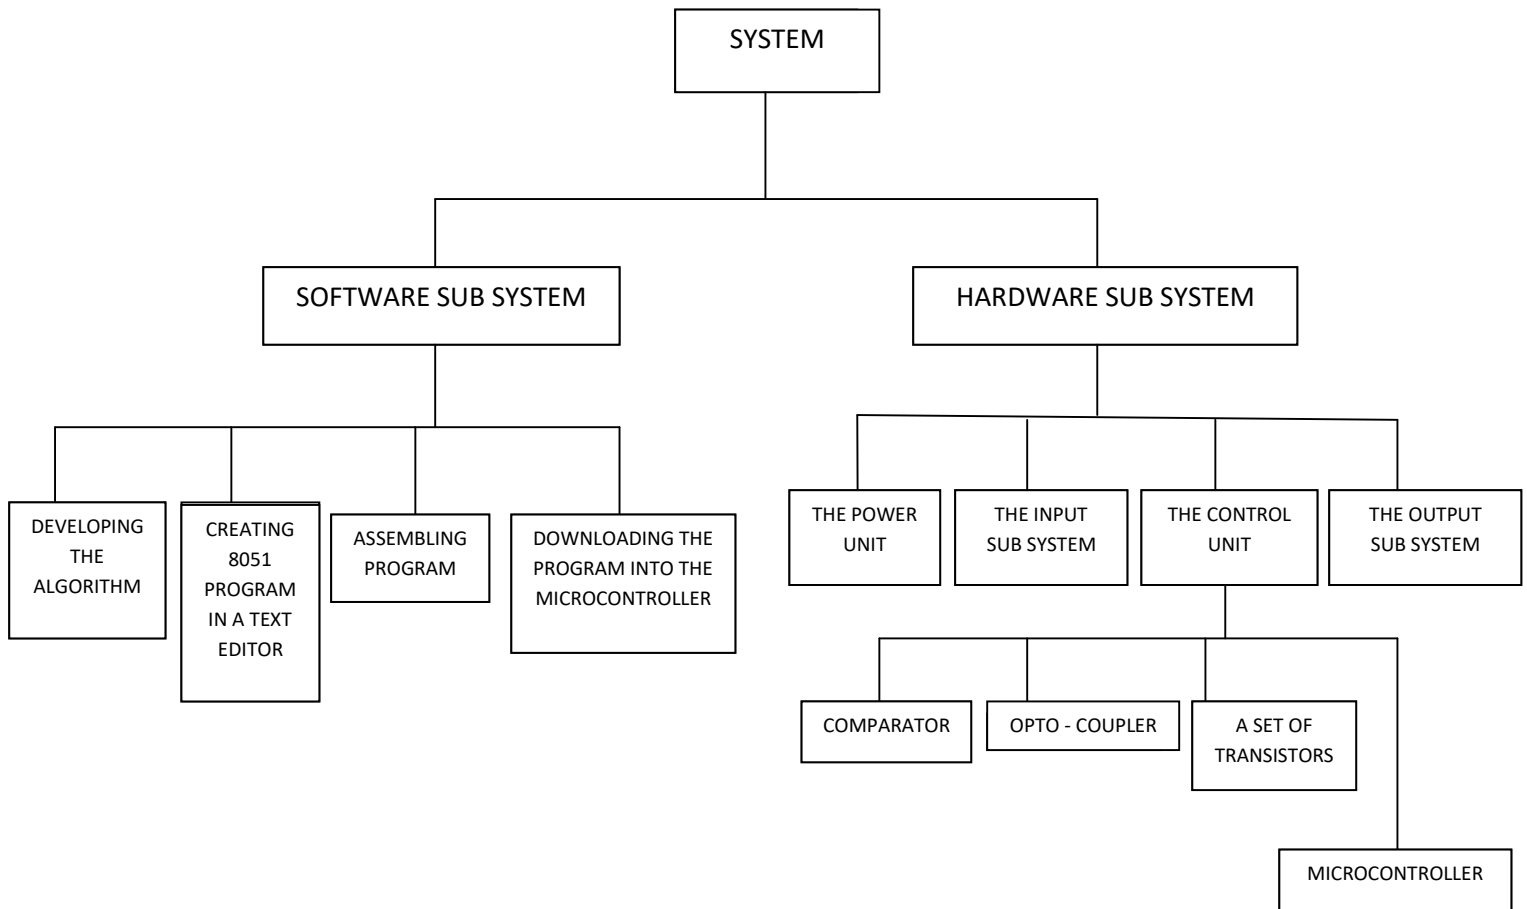 SYSTEM
SOFTWARE SUB SYSTEM
HARDWARE SUB SYSTEM
DEVELOPING
THE
ALGORITHM
CREATING
8051
PROGRAM
IN A TEXT
EDITOR
ASSEMBLING
PROGRAM
DOWNLOADING THE
PROGRAM INTO THE
MICROCONTROLLER
THE POWER
UNIT
THE INPUT
SUB SYSTEM
THE CONTROL
UNIT
THE OUTPUT
SUB SYSTEM
COMPARATOR
OPTO - COUPLER
A SET OF
TRANSISTORS
MICROCONTROLLER